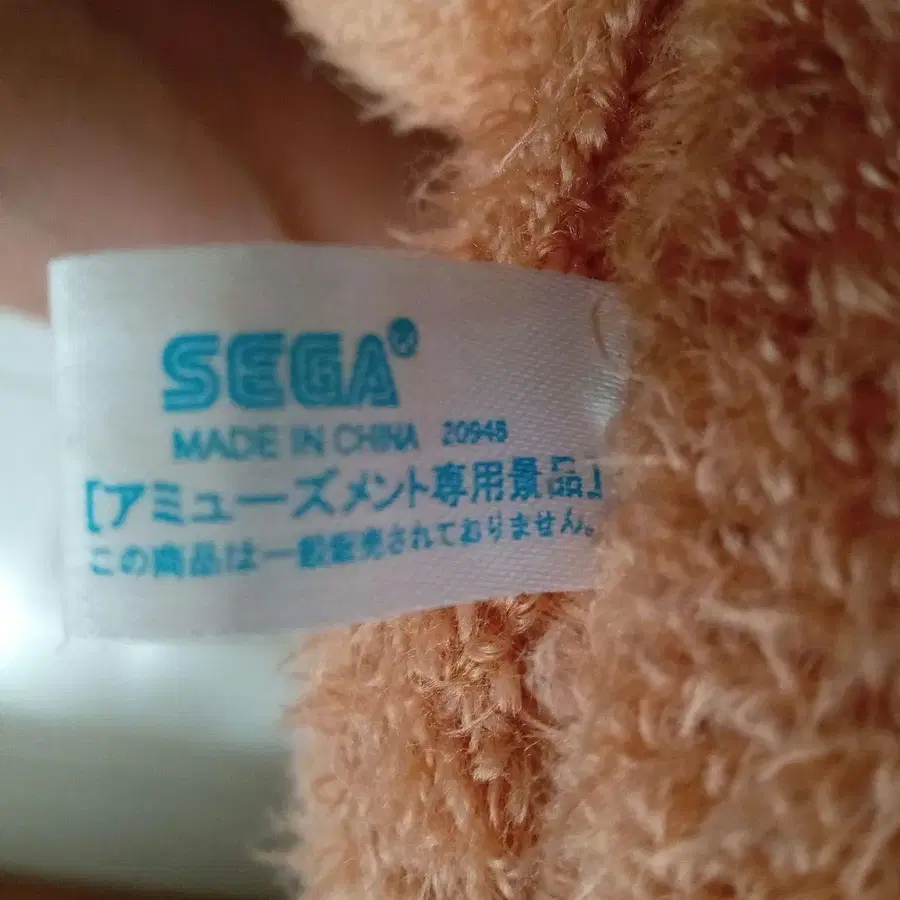 SEGA®
MADE IN CHINA 20948
[アミューズメント専用景品]
この商品は一般販売されておりません。